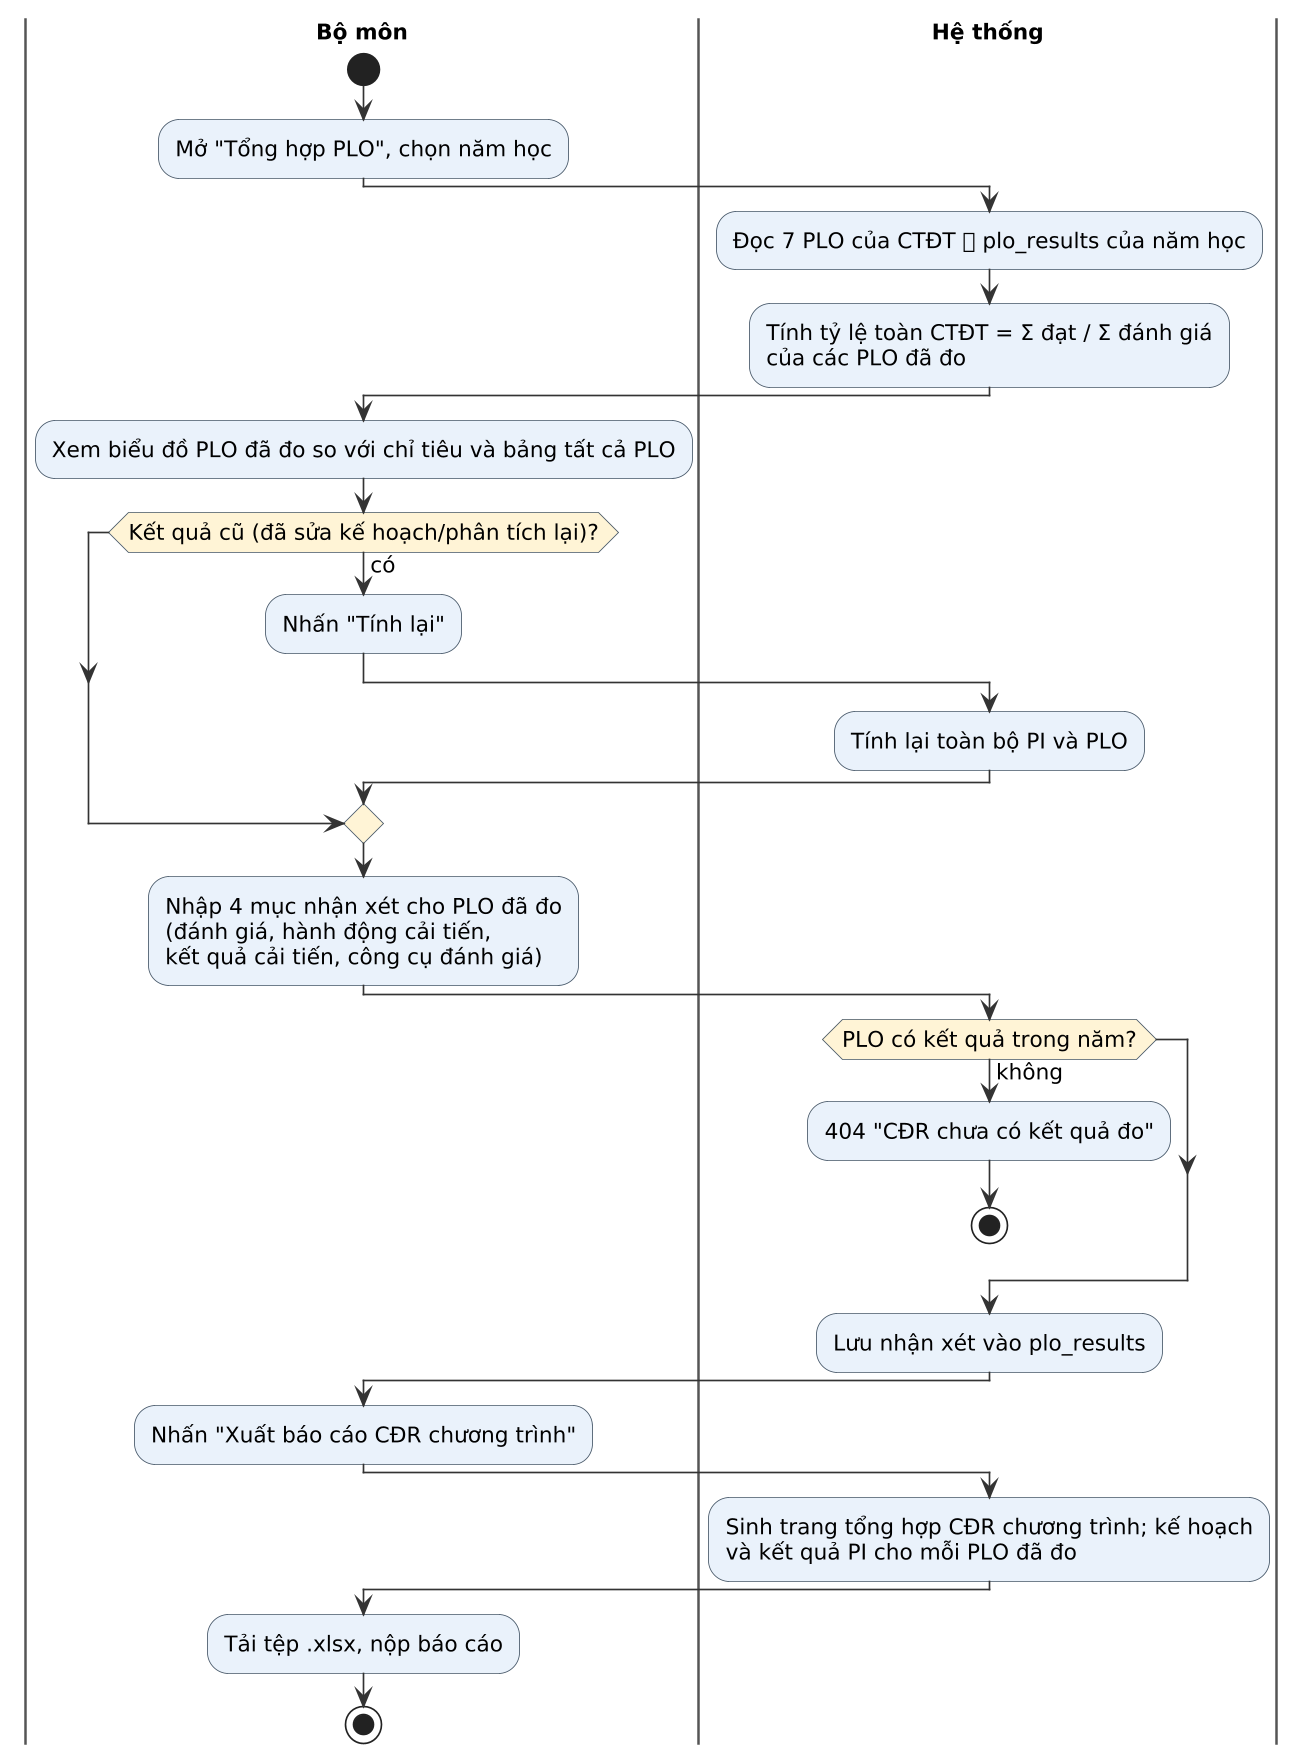 Bộ môn
Hệ thống
Mở "Tổng hợp PLO", chọn năm học
Đọc 7 PLO của CTĐT ▯ plo_results của năm học
Tính tỷ lệ toàn CTĐT = Σ đạt / Σ đánh giá
của các PLO đã đo
Xem biểu đồ PLO đã đo so với chỉ tiêu và bảng tất cả PLO
Kết quả cũ (đã sửa kế hoạch/phân tích lại)?
có
Nhấn "Tính lại"
Tính lại toàn bộ PI và PLO
Nhập 4 mục nhận xét cho PLO đã đo
(đánh giá, hành động cải tiến,
kết quả cải tiến, công cụ đánh giá)
PLO có kết quả trong năm?
không
404 "CĐR chưa có kết quả đo"
Lưu nhận xét vào plo_results
Nhấn "Xuất báo cáo CĐR chương trình"
Sinh trang tổng hợp CĐR chương trình; kế hoạch
và kết quả PI cho mỗi PLO đã đo
Tải tệp .xlsx, nộp báo cáo